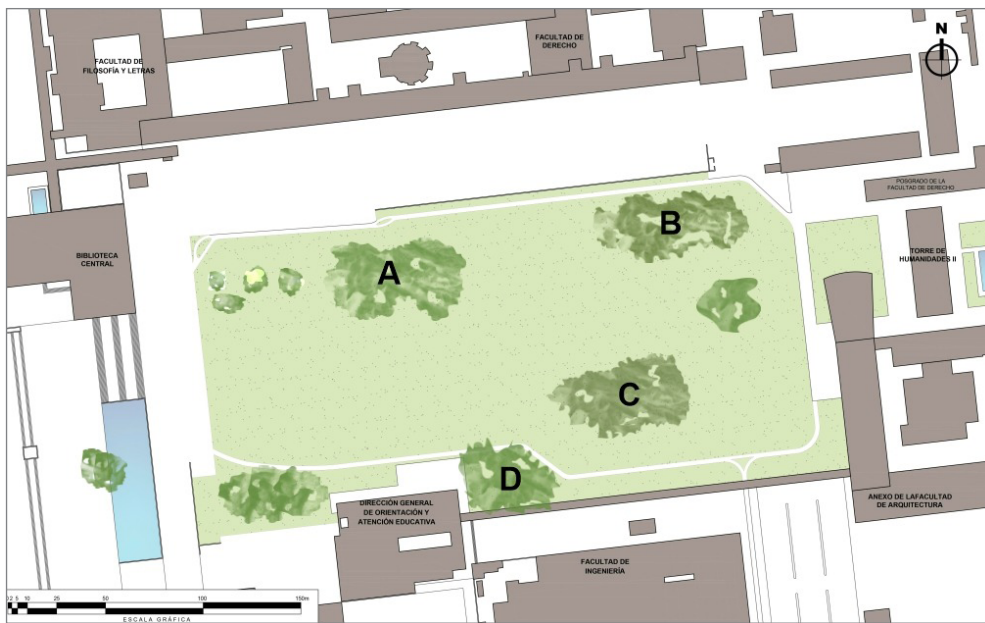 FACULTAD DE
FILOSOFÍA Y LETRAS
FACULTAD DE
DERECHO
N
POSGRADO DE LA
FACULTAD DE DERECHO
BIBLIOTECA
CENTRAL
A
B
TORRE DE
HUMANIDADES II
C
D
DIRECCIÓN GENERAL
DE ORIENTACIÓN Y
ATENCIÓN EDUCATIVA
ANEXO DE LAFACULTAD
DE ARQUITECTURA
FACULTAD DE
INGENIERÍA
0 2 5 10 25 50 100 150m
ESCALA GRÁFICA